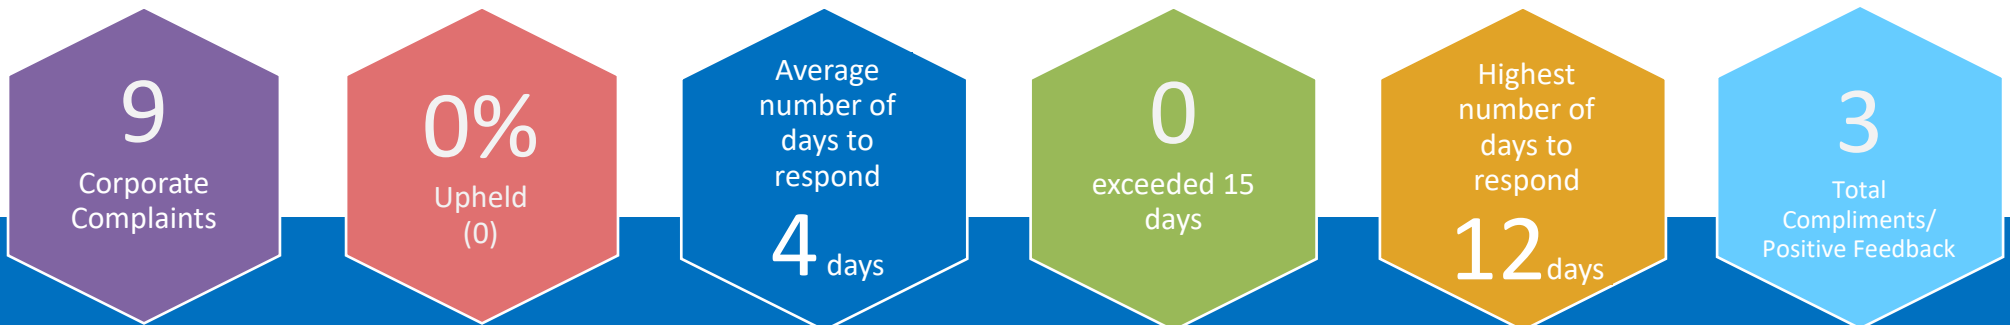 9
Corporate
Complaints
0%
Upheld
(0)
Average
number of
days to
respond
4 days
0
exceeded 15
days
Highest
number of
days to
respond
12 days
3
Total
Compliments/
Positive Feedback